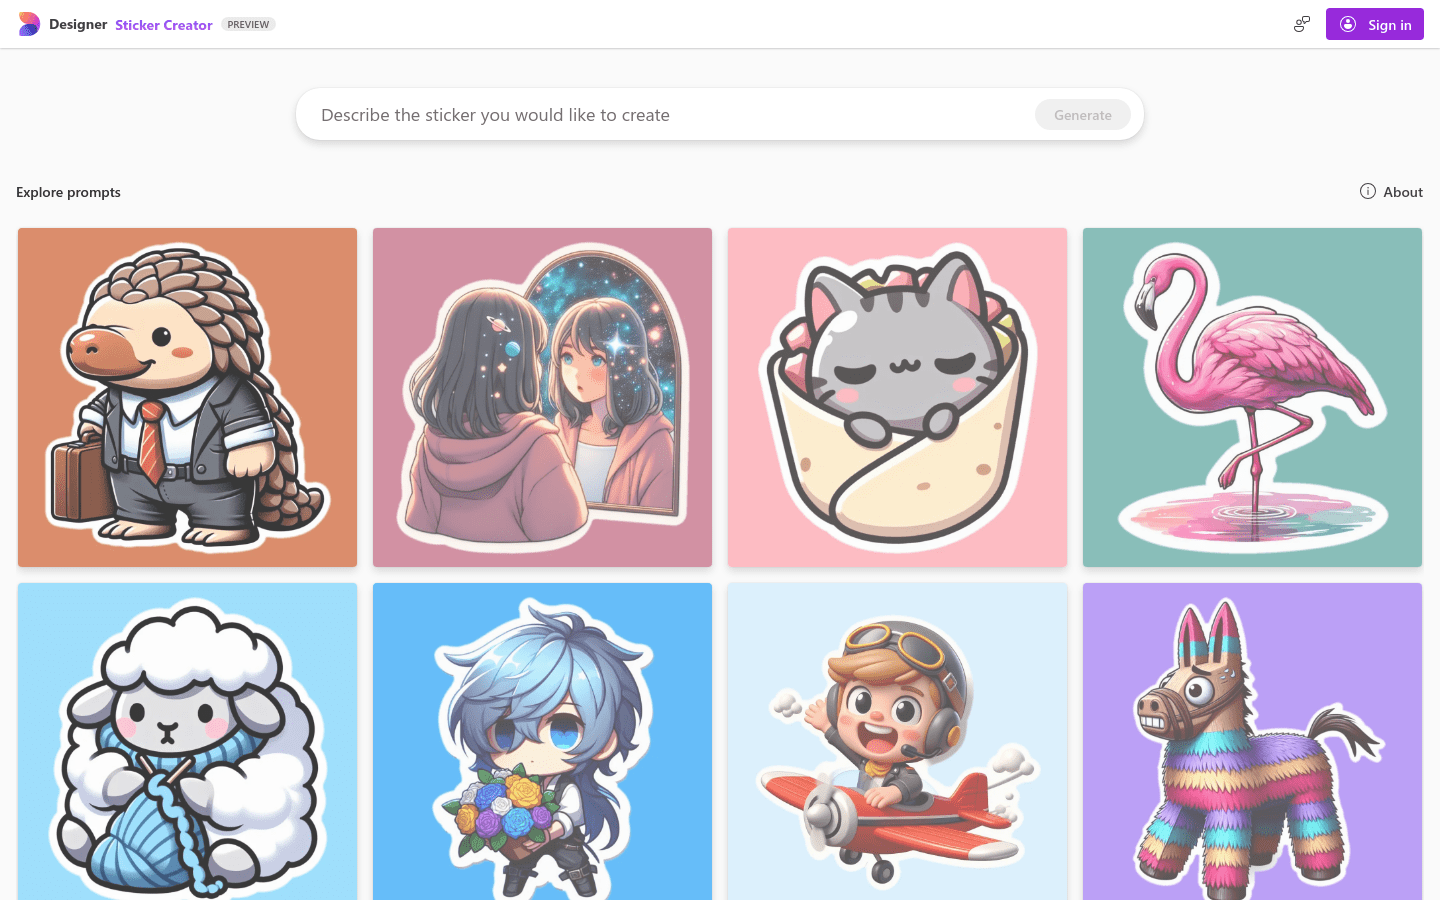 Designer Sticker Creator PREVIEW
Sign in
Describe the sticker you would like to create
Generate
Explore prompts
About